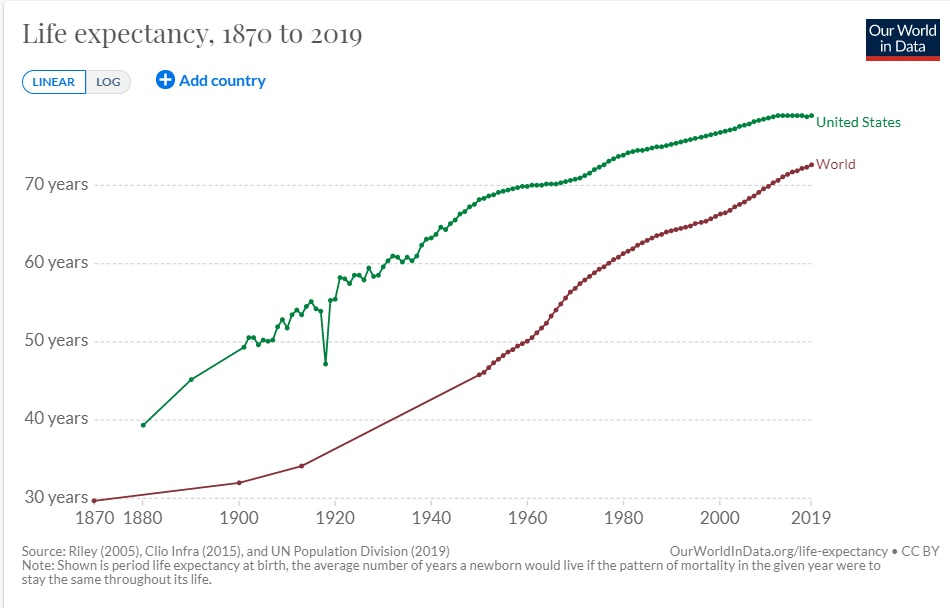 Life expectancy, 1870 to 2019
Our World
in Data
LINEAR LOG
Add country
United States
World
70 years
60 years
50 years
40 years
30 years
1870 1880 1900 1920 1940 1960 1980 2000 2019
Source: Riley (2005), Clio Infra (2015), and UN Population Division (2019)
OurWorldInData.org/life-expectancy • CC BY
Note: Shown is period life expectancy at birth, the average number of years a newborn would live if the pattern of mortality in the given year were to
stay the same throughout its life.